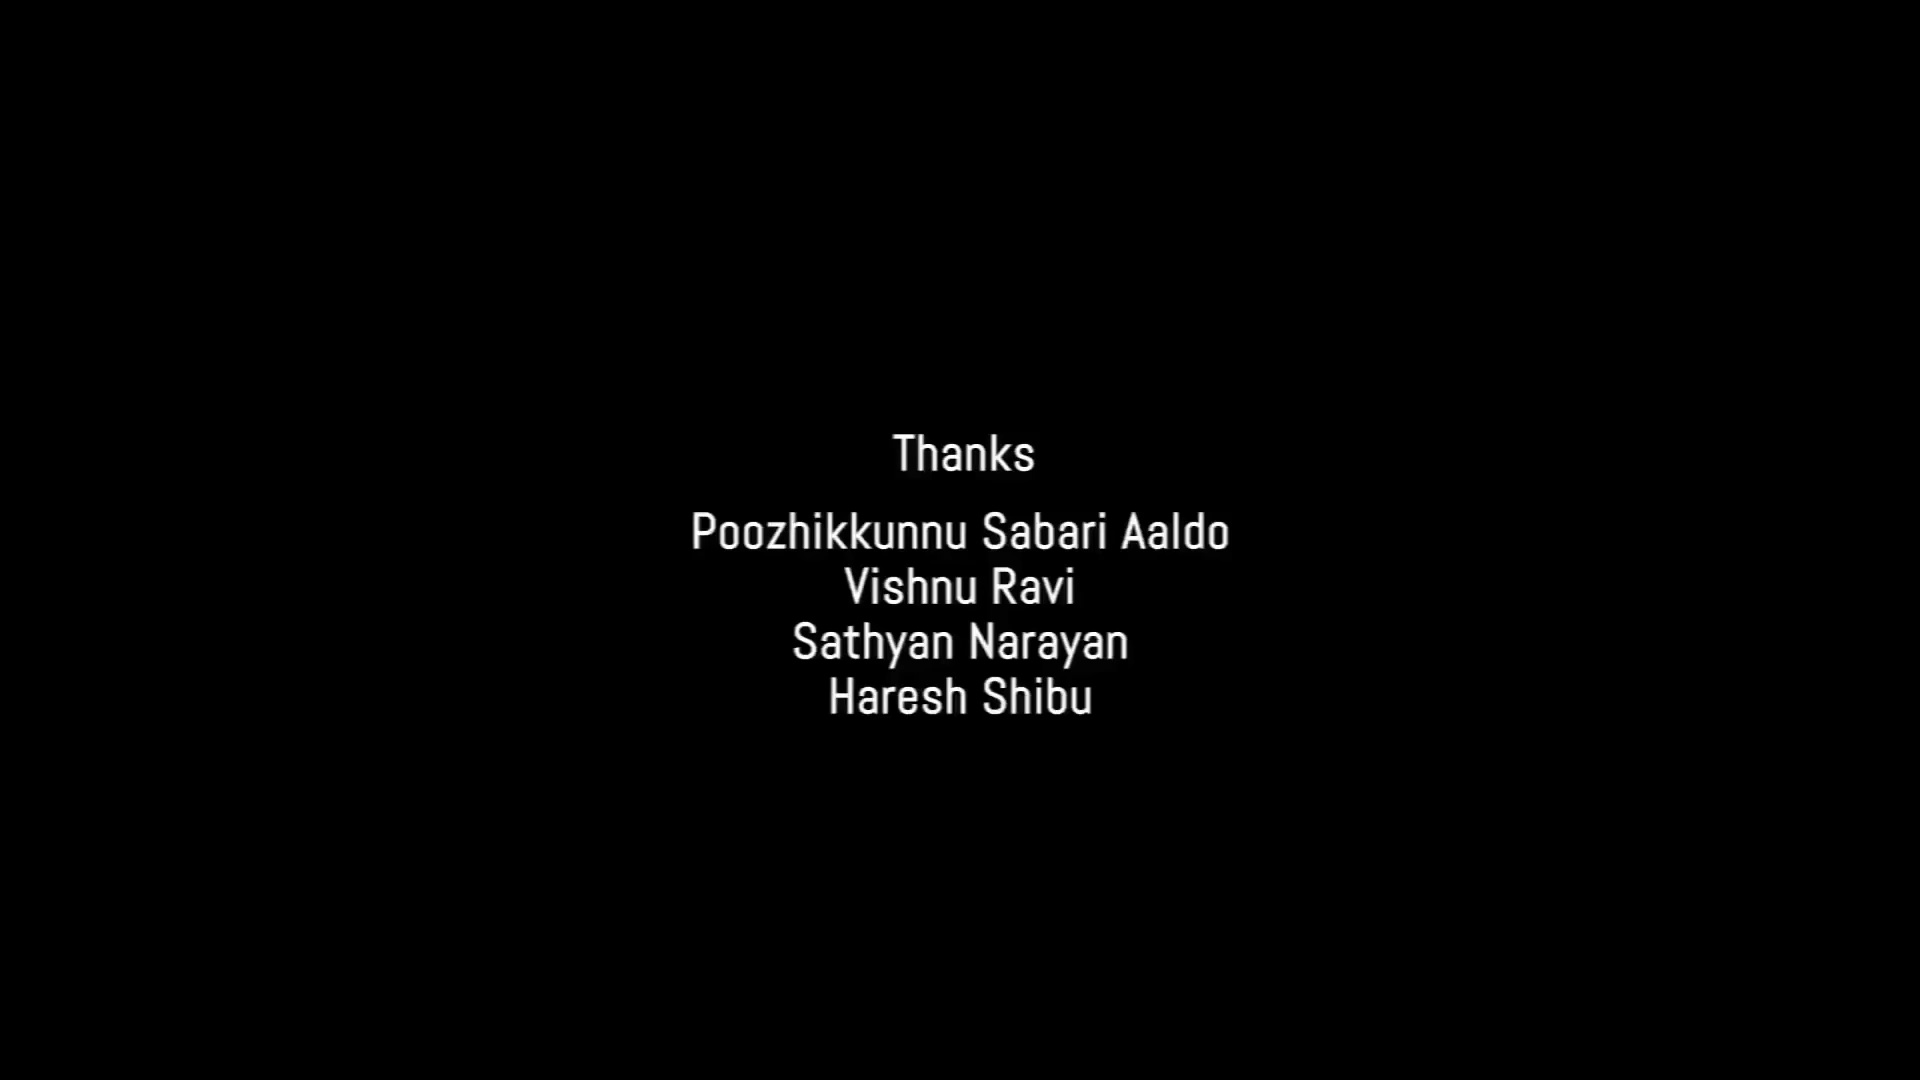 Thanks
Poozhikkunnu Sabari Aaldo
Vishnu Ravi
Sathyan Narayan
Haresh Shibu